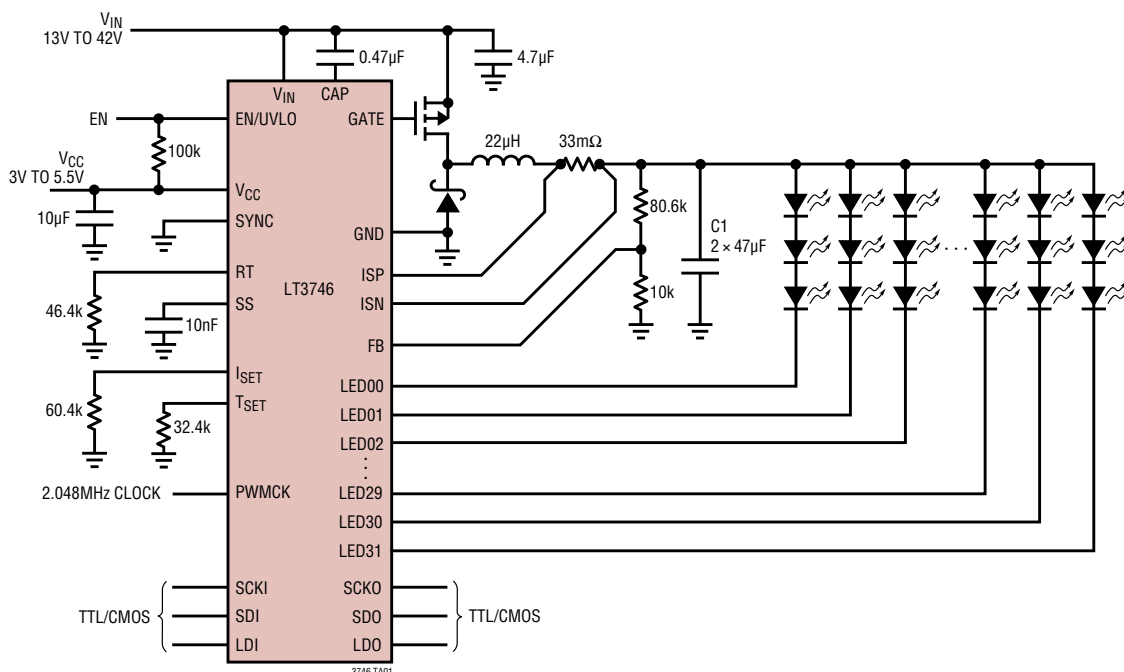 V_IN
13V TO 42V
0.47µF
4.7µF
V_IN
CAP
EN
EN/UVLO
GATE
100k
22µH
33mΩ
V_CC
3V TO 5.5V
V_CC
10µF
SYNC
80.6k
C1
2 × 47µF
GND
RT
ISP
LT3746
46.4k
SS
ISN
10k
10nF
FB
I_SET
LED00
60.4k
T_SET
32.4k
LED01
LED02
...
⋮
2.048MHz CLOCK
PWMCK
LED29
LED30
LED31
SCKI
SCKO
TTL/CMOS
SDI
SDO
TTL/CMOS
LDI
LDO
3746 TA01